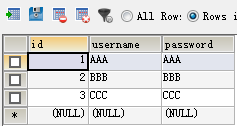 All Row: Rows i
id username password
1 AAA AAA
2 BBB BBB
3 CCC CCC
* (NULL) (NULL) (NULL)